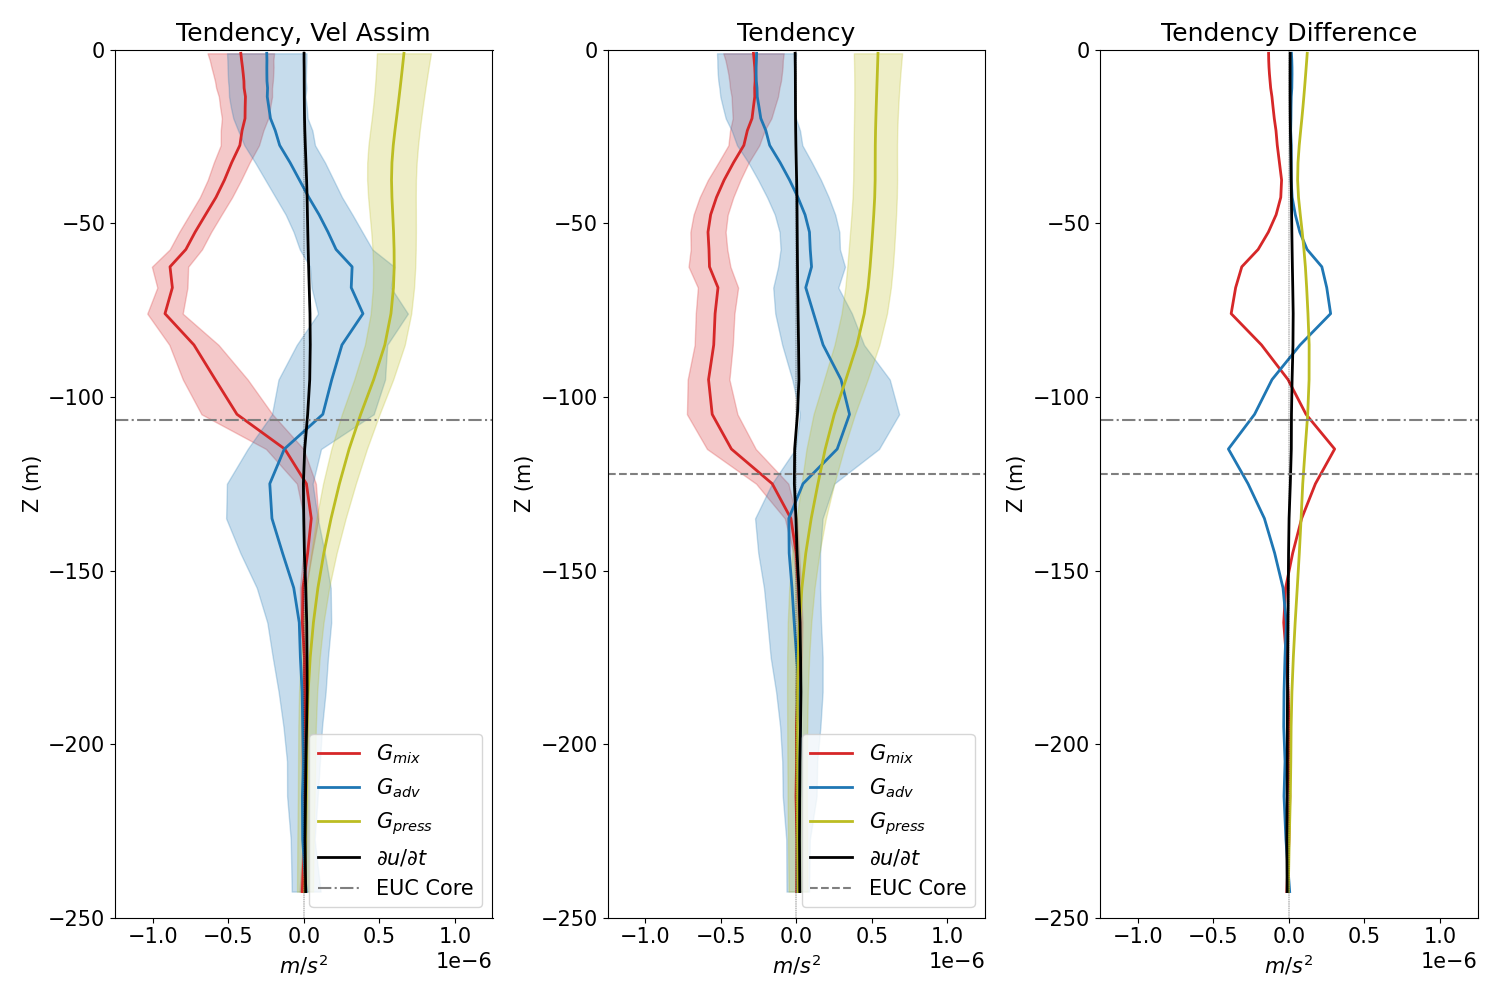 Tendency, Vel Assim
0
−50
−100
−150
−200
−250
Z (m)
−1.0 −0.5 0.0 0.5 1.0
1e−6
m/s²
G_mix
G_adv
G_press
∂u/∂t
EUC Core
Tendency
0
−50
−100
−150
−200
−250
Z (m)
−1.0 −0.5 0.0 0.5 1.0
1e−6
m/s²
G_mix
G_adv
G_press
∂u/∂t
EUC Core
Tendency Difference
0
−50
−100
−150
−200
−250
Z (m)
−1.0 −0.5 0.0 0.5 1.0
1e−6
m/s²